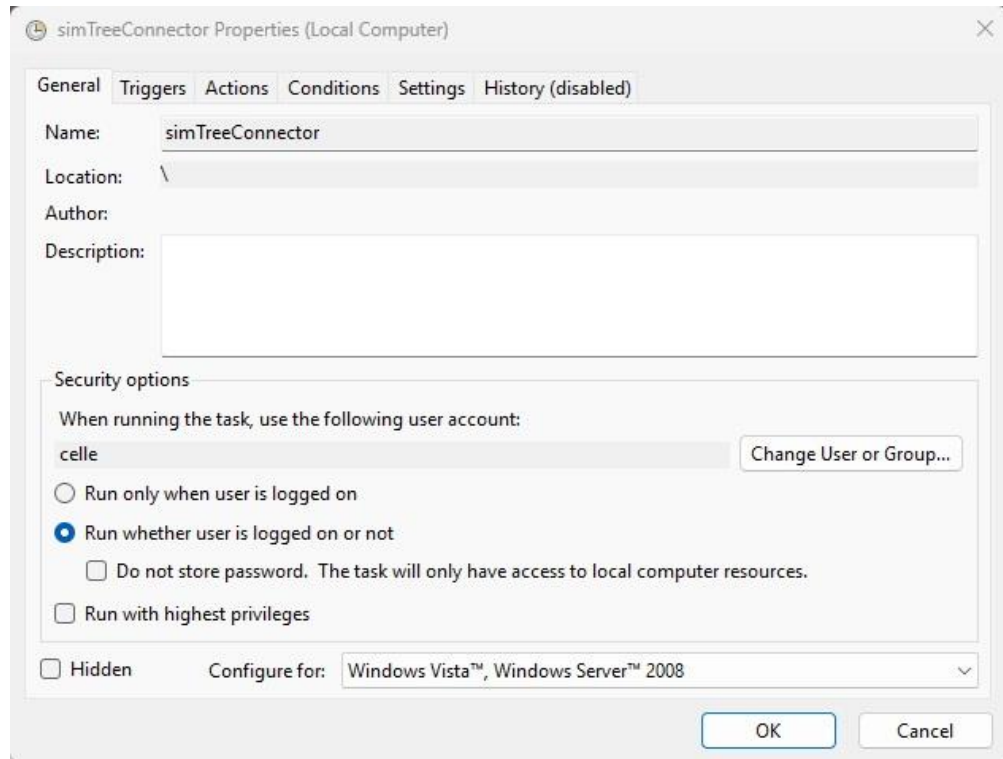 simTreeConnector Properties (Local Computer)
General Triggers Actions Conditions Settings History (disabled)
Name: simTreeConnector
Location: \
Author:
Description:
Security options
When running the task, use the following user account:
celle Change User or Group...
Run only when user is logged on
Run whether user is logged on or not
Do not store password. The task will only have access to local computer resources.
Run with highest privileges
Hidden Configure for: Windows Vista™, Windows Server™ 2008
OK Cancel